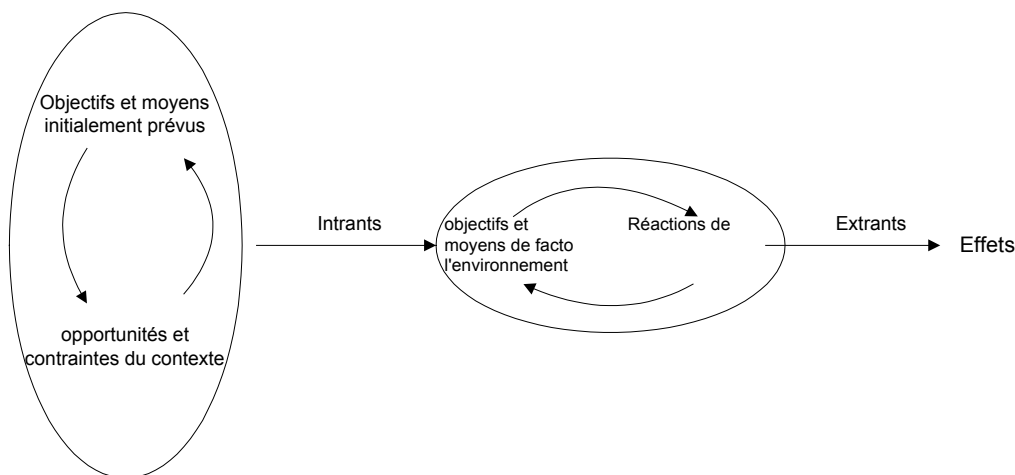 Objectifs et moyens
initialement prévus
opportunités et
contraintes du contexte
Intrants
objectifs et
moyens de facto
l'environnement
Réactions de
Extrants
Effets